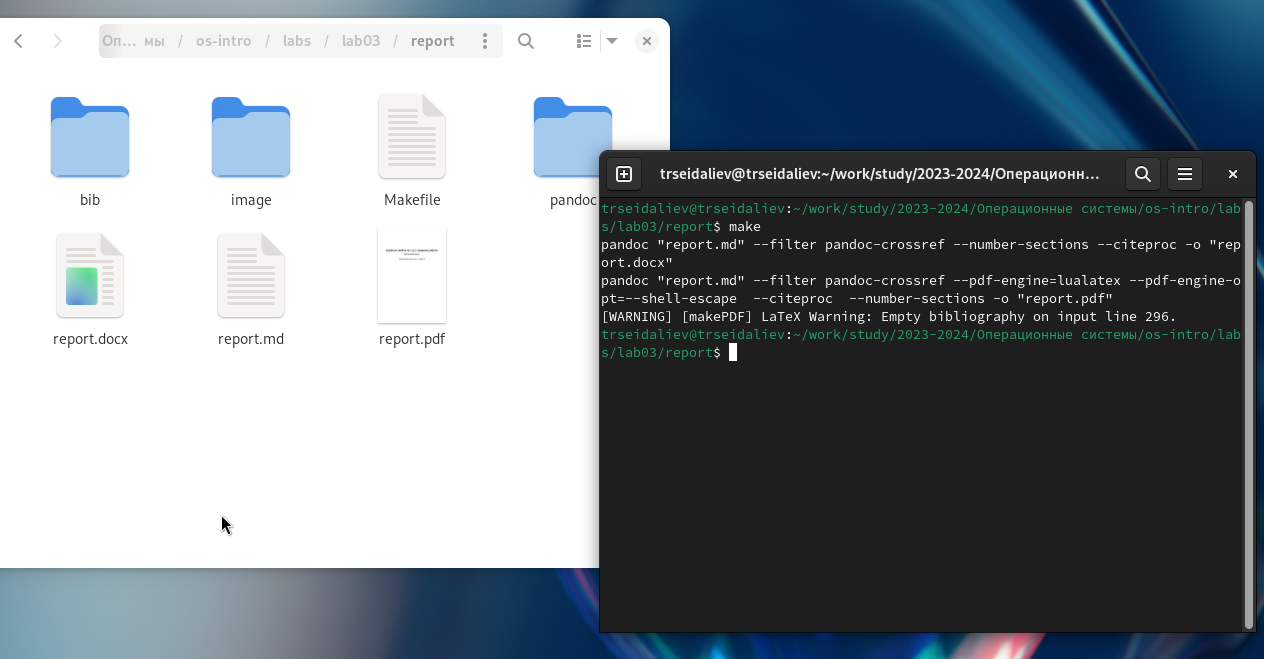 Оп… мы / os-intro / labs / lab03 / report
bib image Makefile pandoc
report.docx report.md report.pdf
trseidaliev@trseidaliev:~/work/study/2023-2024/Операционн…
trseidaliev@trseidaliev:~/work/study/2023-2024/Операционные системы/os-intro/lab
s/lab03/report$ make
pandoc "report.md" --filter pandoc-crossref --number-sections --citeproc -o "rep
ort.docx"
pandoc "report.md" --filter pandoc-crossref --pdf-engine=lualatex --pdf-engine-o
pt=--shell-escape  --citeproc  --number-sections -o "report.pdf"
[WARNING] [makePDF] LaTeX Warning: Empty bibliography on input line 296.
trseidaliev@trseidaliev:~/work/study/2023-2024/Операционные системы/os-intro/lab
s/lab03/report$